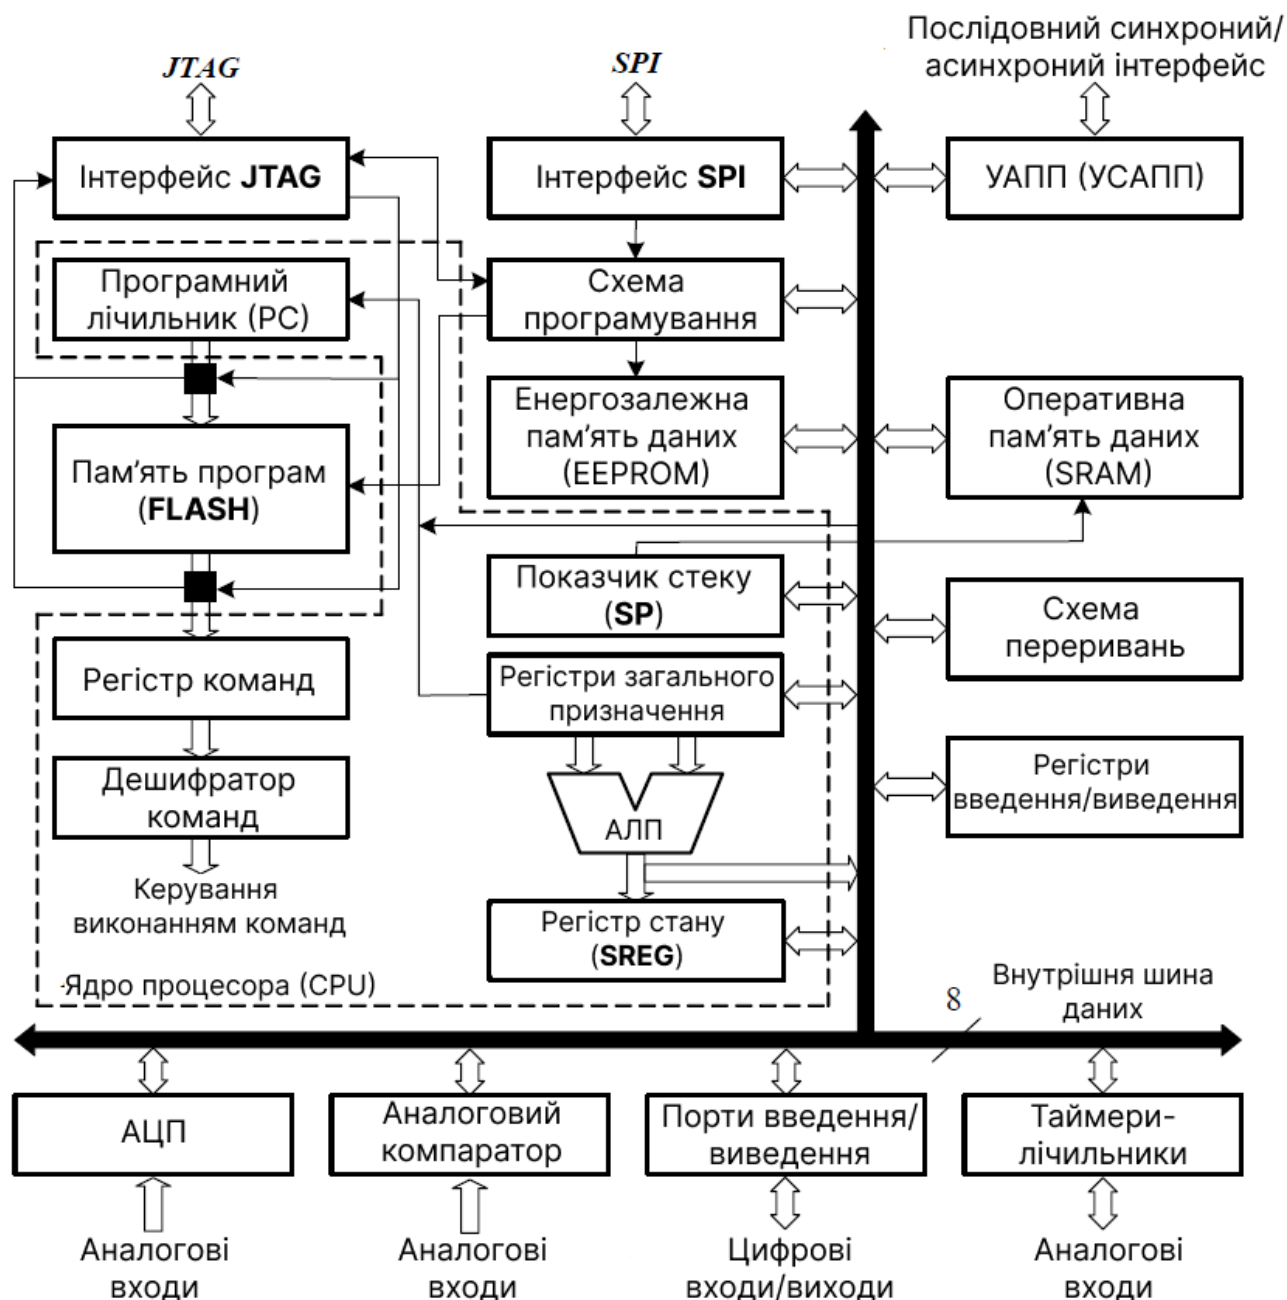 Послідовний синхроний/
асинхроний інтерфейс
JTAG
SPI
Інтерфейс JTAG
Інтерфейс SPI
УАПП (УСАПП)
Програмний
лічильник (PC)
Схема
програмування
Пам'ять програм
(FLASH)
Енергозалежна
пам'ять даних
(EEPROM)
Оперативна
пам'ять даних
(SRAM)
Показчик стеку
(SP)
Схема
переривань
Регістр команд
Регістри загального
призначення
Дешифратор
команд
АЛП
Регістри
введення/виведення
Керування
виконанням команд
Регістр стану
(SREG)
Ядро процесора (CPU)
8
Внутрішня шина
даних
АЦП
Аналоговий
компаратор
Порти введення/
виведення
Таймери-
лічильники
Аналогові
входи
Аналогові
входи
Цифрові
входи/виходи
Аналогові
входи